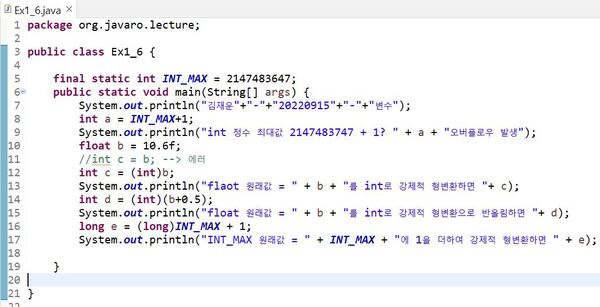 Ex1_6.java
1 package org.javaro.lecture;
2
3 public class Ex1_6 {
4
5 final static int INT_MAX = 2147483647;
6 public static void main(String[] args) {
7 System.out.println("김재운"+"-"+"20220915"+"-"+"변수");
8 int a = INT_MAX+1;
9 System.out.println("int 정수 최대값 2147483747 + 1? " + a + "오버플로우 발생");
10 float b = 10.6f;
11 //int c = b; --> 에러
12 int c = (int)b;
13 System.out.println("flaot 원래값 = " + b + "를 int로 강제적 형변환하면 "+ c);
14 int d = (int)(b+0.5);
15 System.out.println("float 원래값 = " + b + "를 강제적 형변환으로 반올림하면 "+ d);
16 long e = (long)INT_MAX + 1;
17 System.out.println("INT_MAX 원래값 = " + INT_MAX + "에 1을 더하여 강제적 형변환하면 " + e);
18
19 }
20
21 }
22